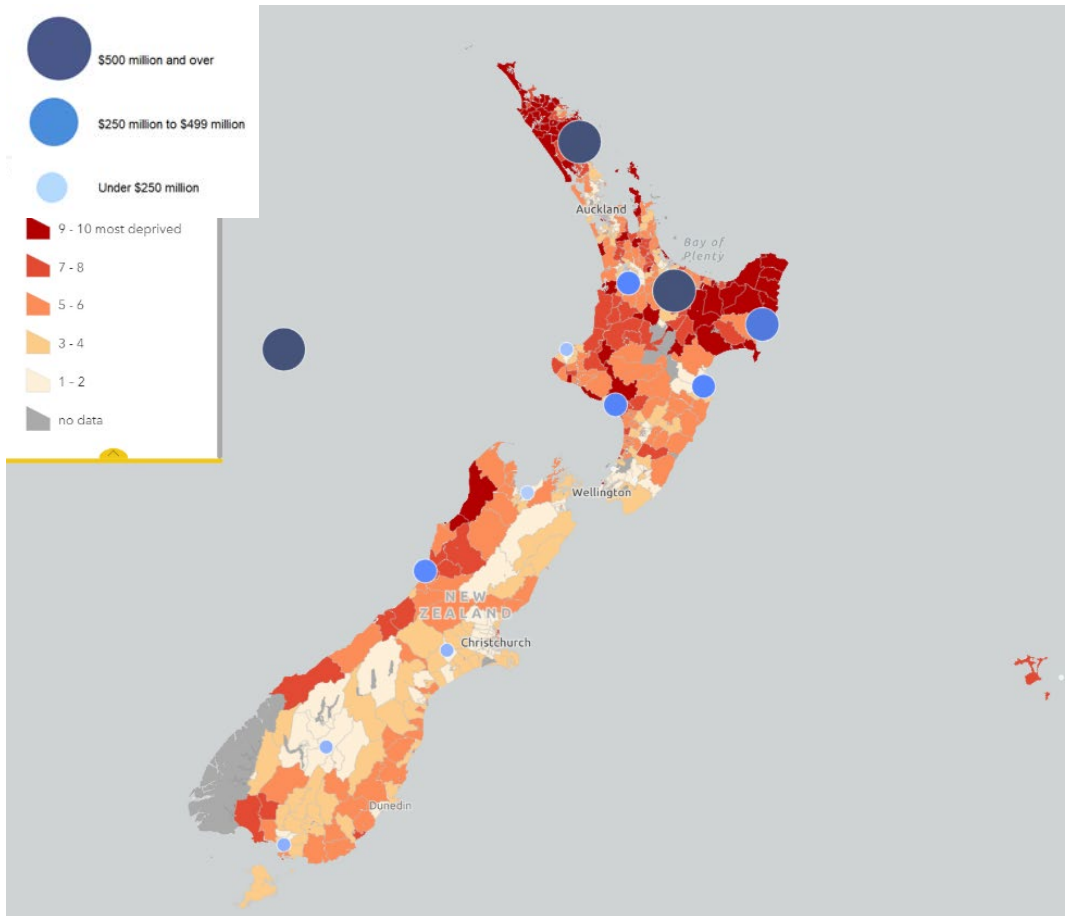 $500 million and over
$250 million to $499 million
Under $250 million
9 - 10 most deprived
7 - 8
5 - 6
3 - 4
1 - 2
no data
Auckland
Bay of
Plenty
Wellington
NEW
ZEALAND
Christchurch
Dunedin